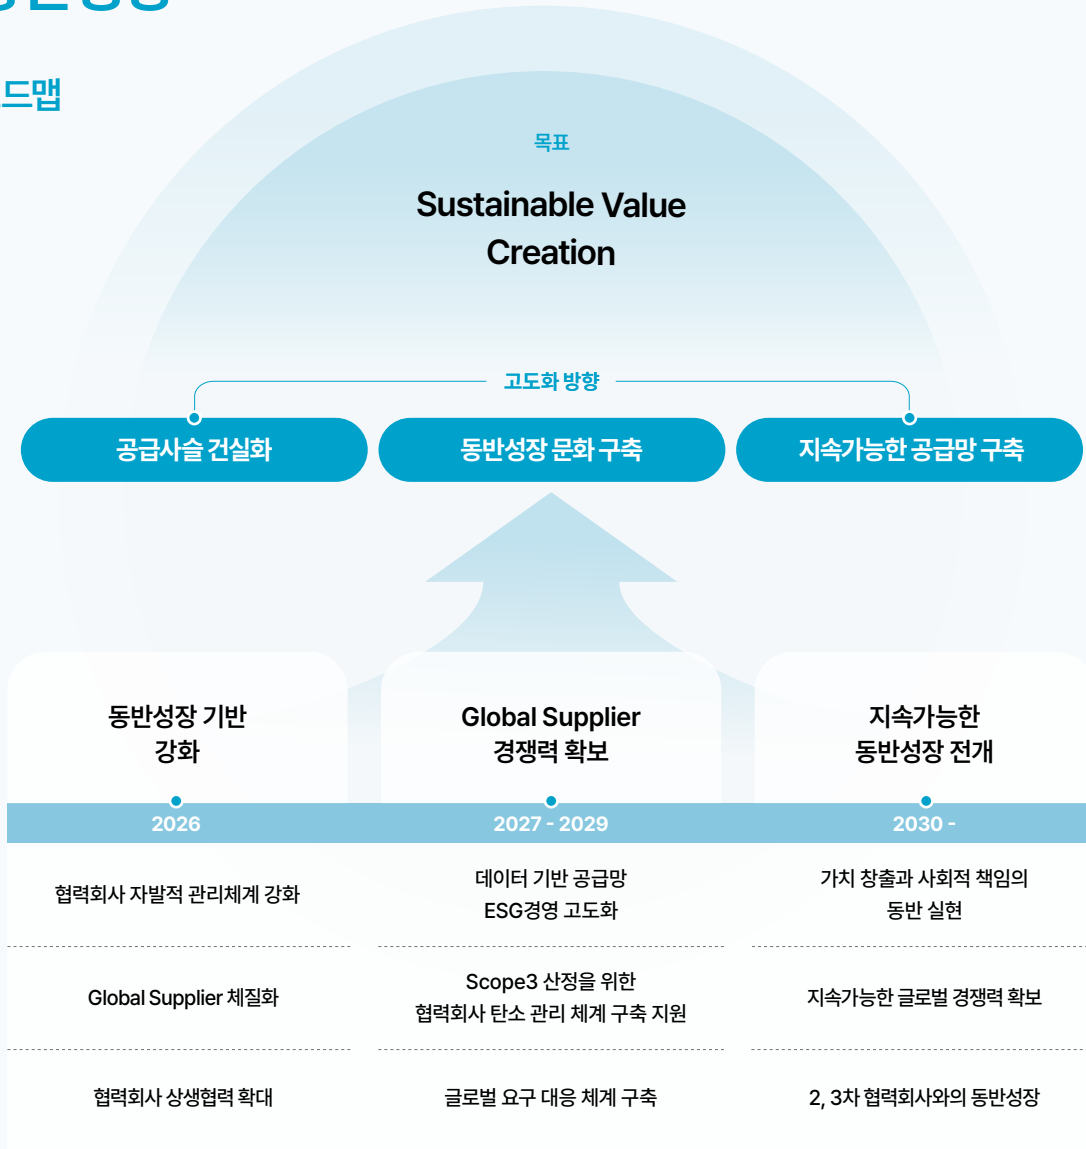 드맵
목표
Sustainable Value
Creation
고도화 방향
공급사슬 건실화
동반성장 문화 구축
지속가능한 공급망 구축
동반성장 기반
강화
Global Supplier
경쟁력 확보
지속가능한
동반성장 전개
2026
2027 - 2029
2030 -
협력회사 자발적 관리체계 강화
데이터 기반 공급망
ESG경영 고도화
가치 창출과 사회적 책임의
동반 실현
Global Supplier 체질화
Scope3 산정을 위한
협력회사 탄소 관리 체계 구축 지원
지속가능한 글로벌 경쟁력 확보
협력회사 상생협력 확대
글로벌 요구 대응 체계 구축
2, 3차 협력회사와의 동반성장